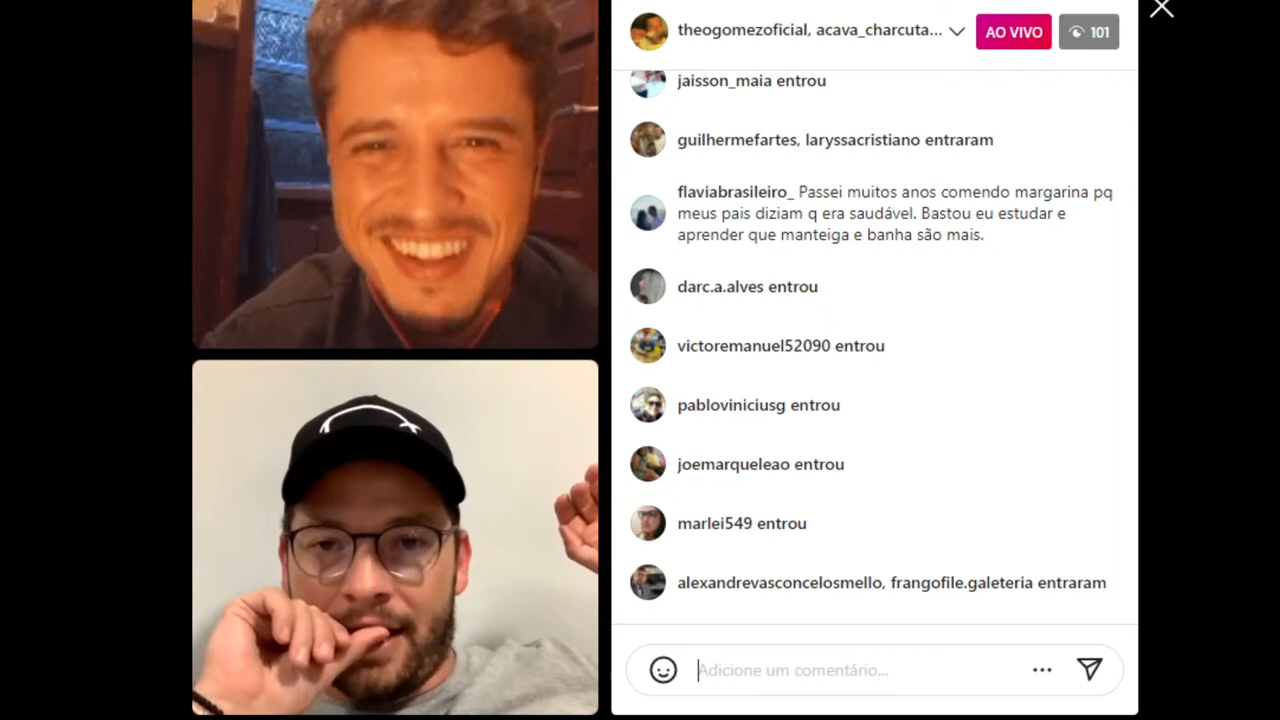 theogomezoficial, acava_charcuta... AO VIVO 101
jaisson_maia entrou
guilhermefartes, laryssacristiano entraram
flaviabrasileiro_ Passei muitos anos comendo margarina pq
meus pais diziam q era saudável. Bastou eu estudar e
aprender que manteiga e banha são mais.
darc.a.alves entrou
victoremanuel52090 entrou
pabloviniciusg entrou
joemarqueleao entrou
marlei549 entrou
alexandrevasconcelosmello, frangofile.galeteria entraram
Adicione um comentário...